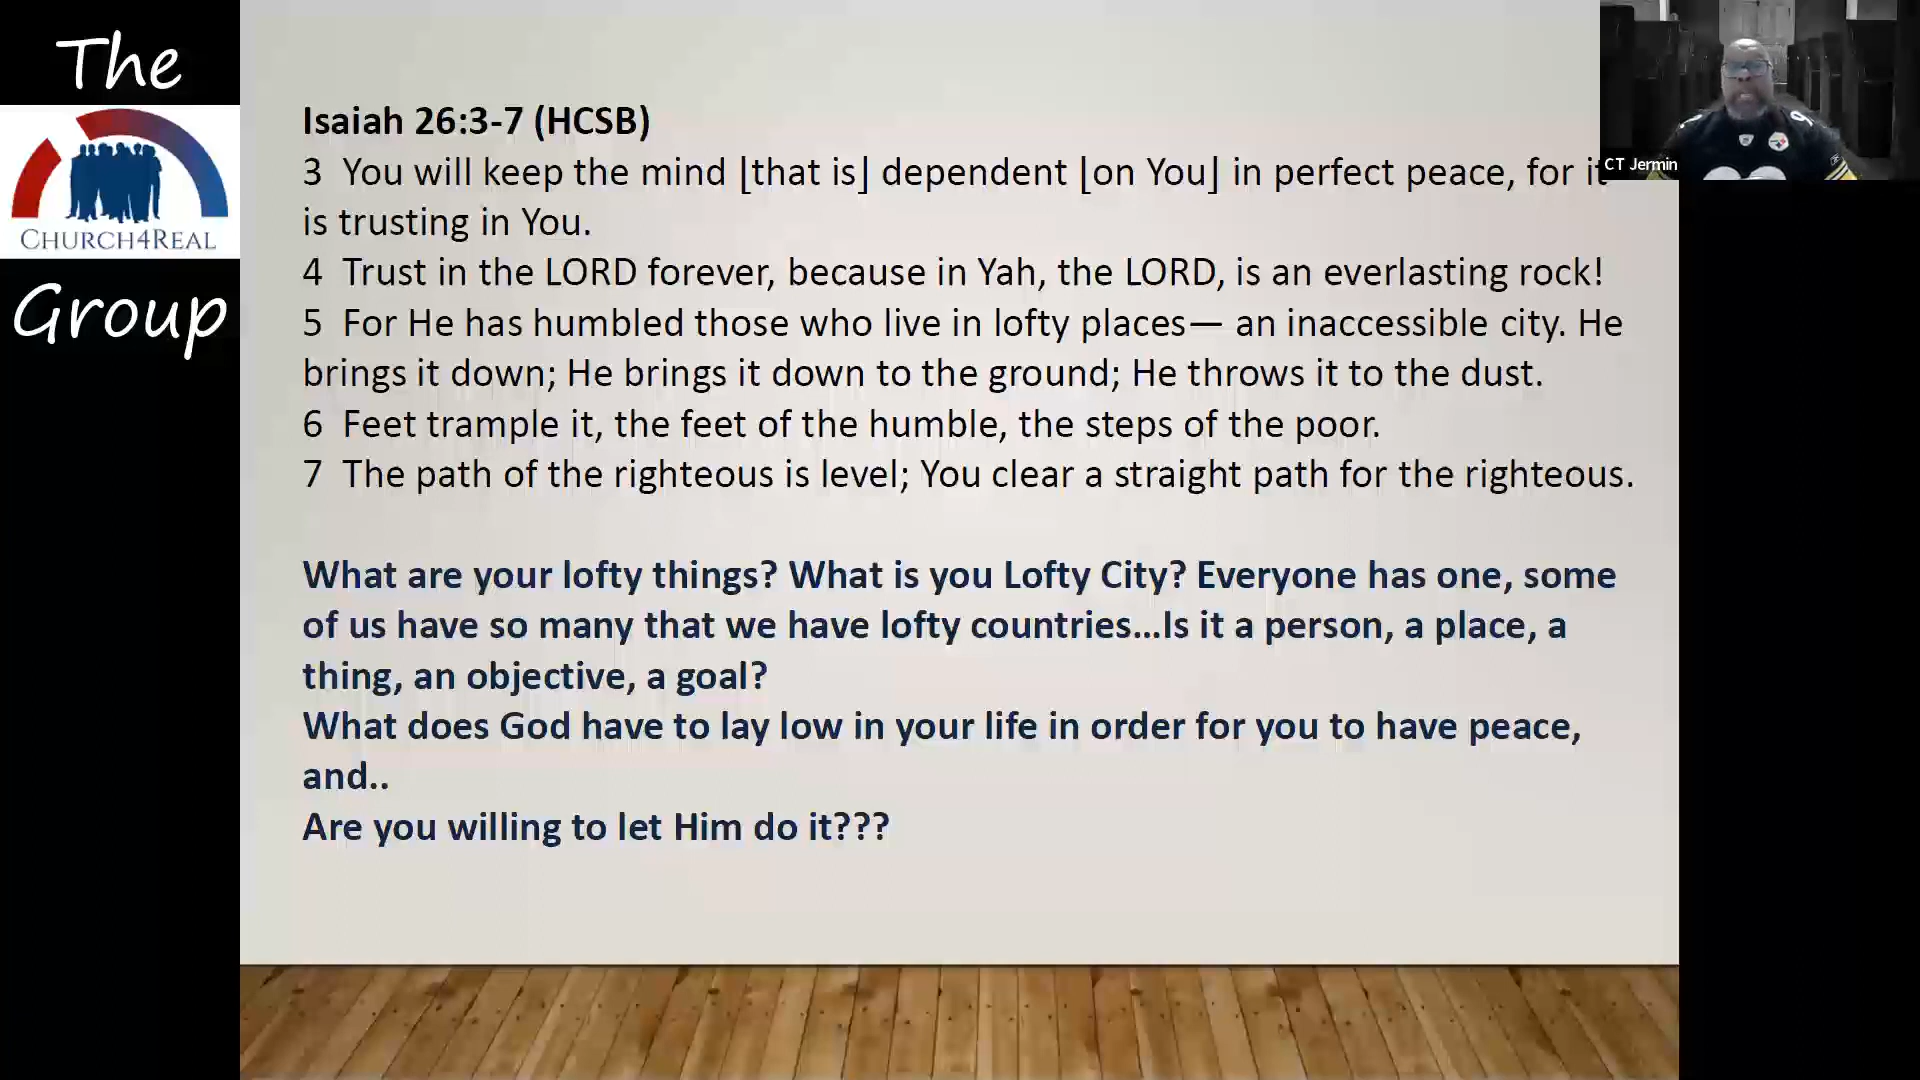 The
CHURCH4REAL
Group
Isaiah 26:3-7 (HCSB)
3 You will keep the mind ⌊that is⌋ dependent ⌊on You⌋ in perfect peace, for it
is trusting in You.
4 Trust in the LORD forever, because in Yah, the LORD, is an everlasting rock!
5 For He has humbled those who live in lofty places— an inaccessible city. He
brings it down; He brings it down to the ground; He throws it to the dust.
6 Feet trample it, the feet of the humble, the steps of the poor.
7 The path of the righteous is level; You clear a straight path for the righteous.
What are your lofty things? What is you Lofty City? Everyone has one, some
of us have so many that we have lofty countries...Is it a person, a place, a
thing, an objective, a goal?
What does God have to lay low in your life in order for you to have peace,
and..
Are you willing to let Him do it???
CT Jermin